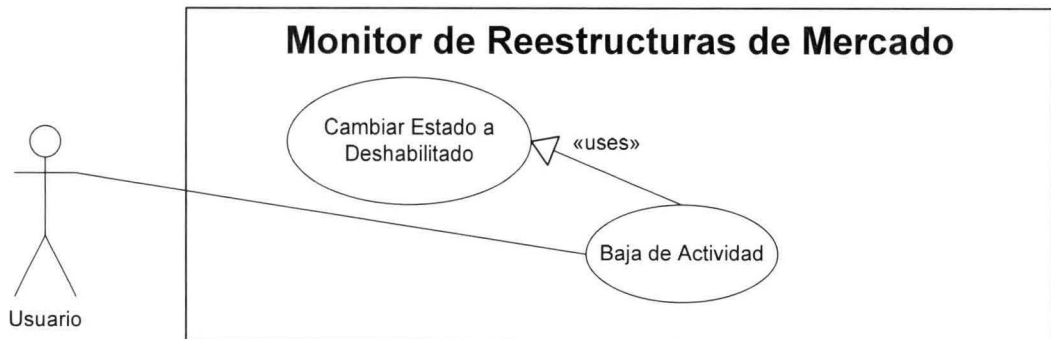 Monitor de Reestructuras de Mercado
Cambiar Estado a
Deshabilitado
«uses»
Baja de Actividad
Usuario